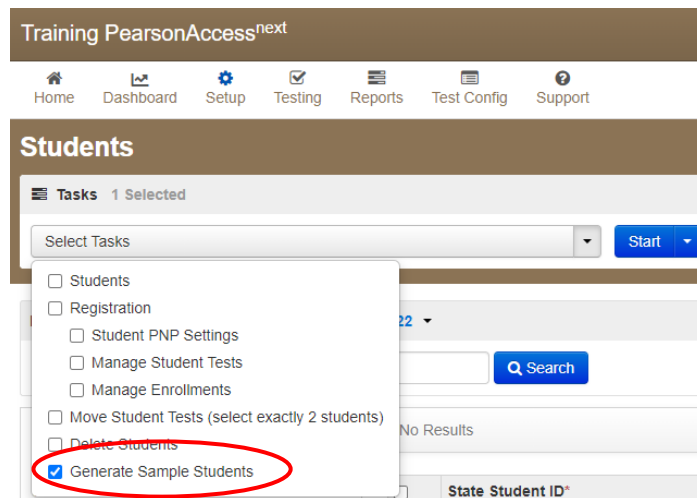 Training PearsonAccessnext
Home Dashboard Setup Testing Reports Test Config Support
Students
Tasks 1 Selected
Select Tasks Start
Students
Registration
22
Student PNP Settings
Manage Student Tests
Search
Manage Enrollments
Move Student Tests (select exactly 2 students)
No Results
Delete Students
Generate Sample Students
State Student ID*